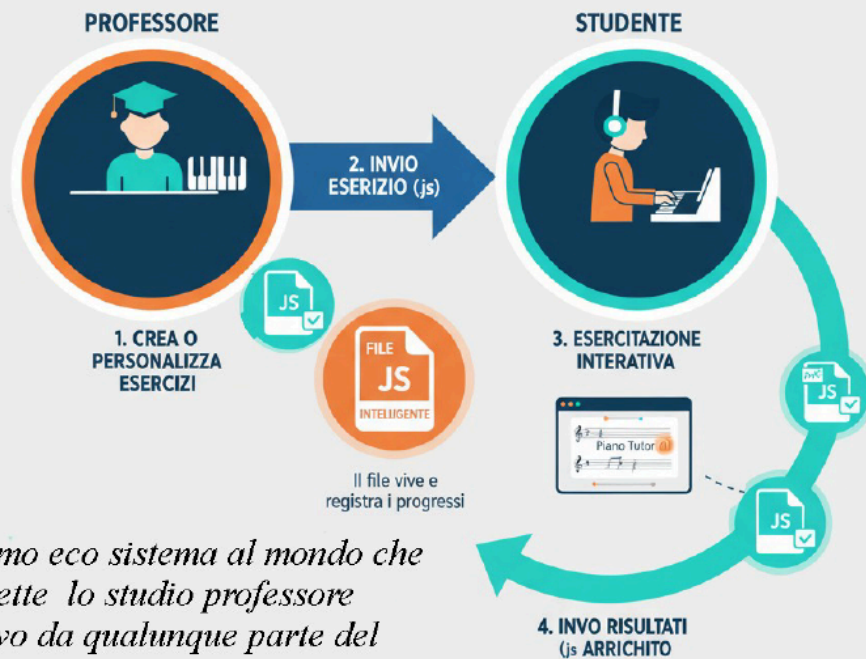 PROFESSORE
STUDENTE
2. INVIO
ESERIZIO (js)
JS
1. CREA O
PERSONALIZZA
ESERCIZI
FILE
JS
INTELLIGENTE
Il file vive e
registra i progressi
3. ESERCITAZIONE
INTERATIVA
Piano Tutor
JS
JS
mo eco sistema al mondo che
ette lo studio professore
vo da qualunque parte del
4. INVO RISULTATI
(js ARRICHITO